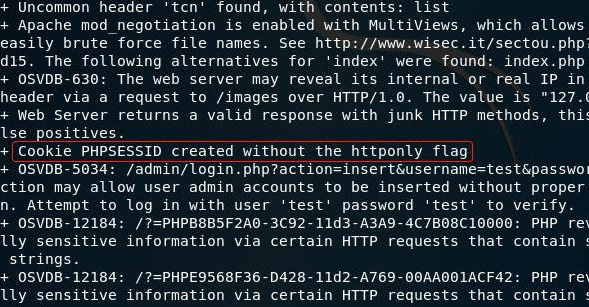 + Uncommon header 'tcn' found, with contents: list
+ Apache mod_negotiation is enabled with MultiViews, which allows
easily brute force file names. See http://www.wisec.it/sectou.php?
d15. The following alternatives for 'index' were found: index.php
+ OSVDB-630: The web server may reveal its internal or real IP in
header via a request to /images over HTTP/1.0. The value is "127.0
+ Web Server returns a valid response with junk HTTP methods, this
lse positives.
+ Cookie PHPSESSID created without the httponly flag
+ OSVDB-5034: /admin/login.php?action=insert&username=test&passwor
ction may allow user admin accounts to be inserted without proper
n. Attempt to log in with user 'test' password 'test' to verify.
+ OSVDB-12184: /?=PHPB8B5F2A0-3C92-11d3-A3A9-4C7B08C10000: PHP rev
lly sensitive information via certain HTTP requests that contain s
strings.
+ OSVDB-12184: /?=PHPE9568F36-D428-11d2-A769-00AA001ACF42: PHP rev
lly sensitive information via certain HTTP requests that contain s